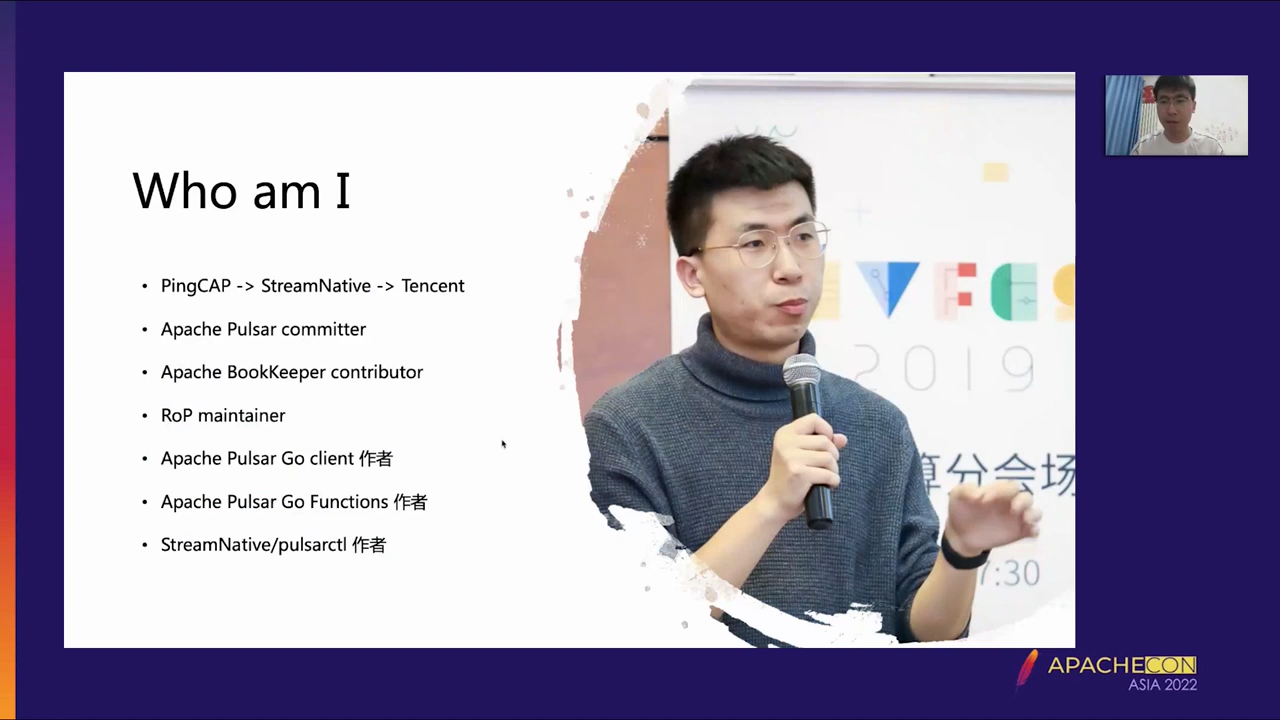 Who am I
• PingCAP -> StreamNative -> Tencent
• Apache Pulsar committer
• Apache BookKeeper contributor
• RoP maintainer
• Apache Pulsar Go client 作者
• Apache Pulsar Go Functions 作者
• StreamNative/pulsarctl 作者
2019
算分会场
7:30
APACHECON
ASIA 2022